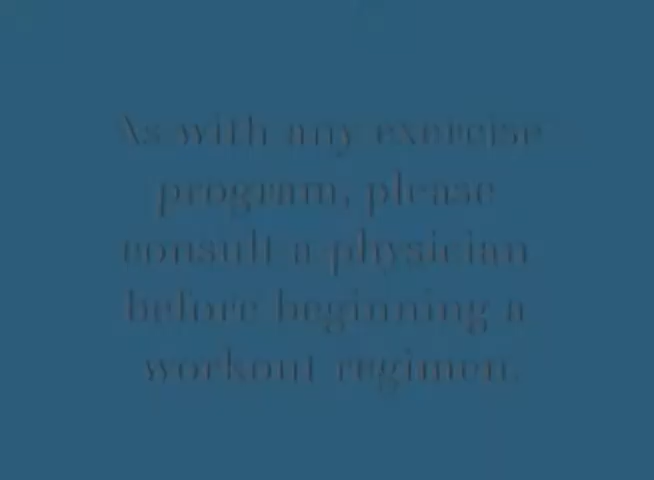 As with any exercise
program, please
consult a physician
before beginning a
workout regimen.